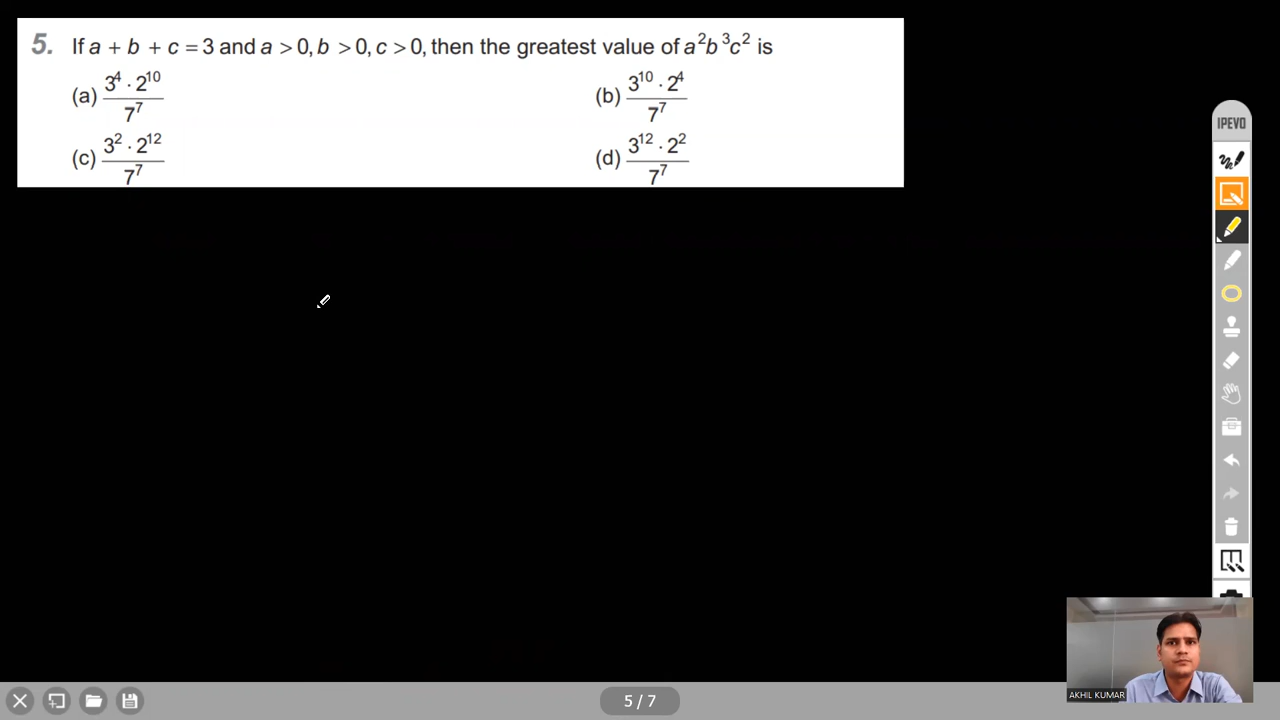 5. If a + b + c = 3 and a > 0, b > 0, c > 0, then the greatest value of a²b³c² is
(a) 3⁴ · 2¹⁰ / 7⁷ (b) 3¹⁰ · 2⁴ / 7⁷
(c) 3² · 2¹² / 7⁷ (d) 3¹² · 2² / 7⁷
IPEVO
AKHIL KUMAR
5 / 7